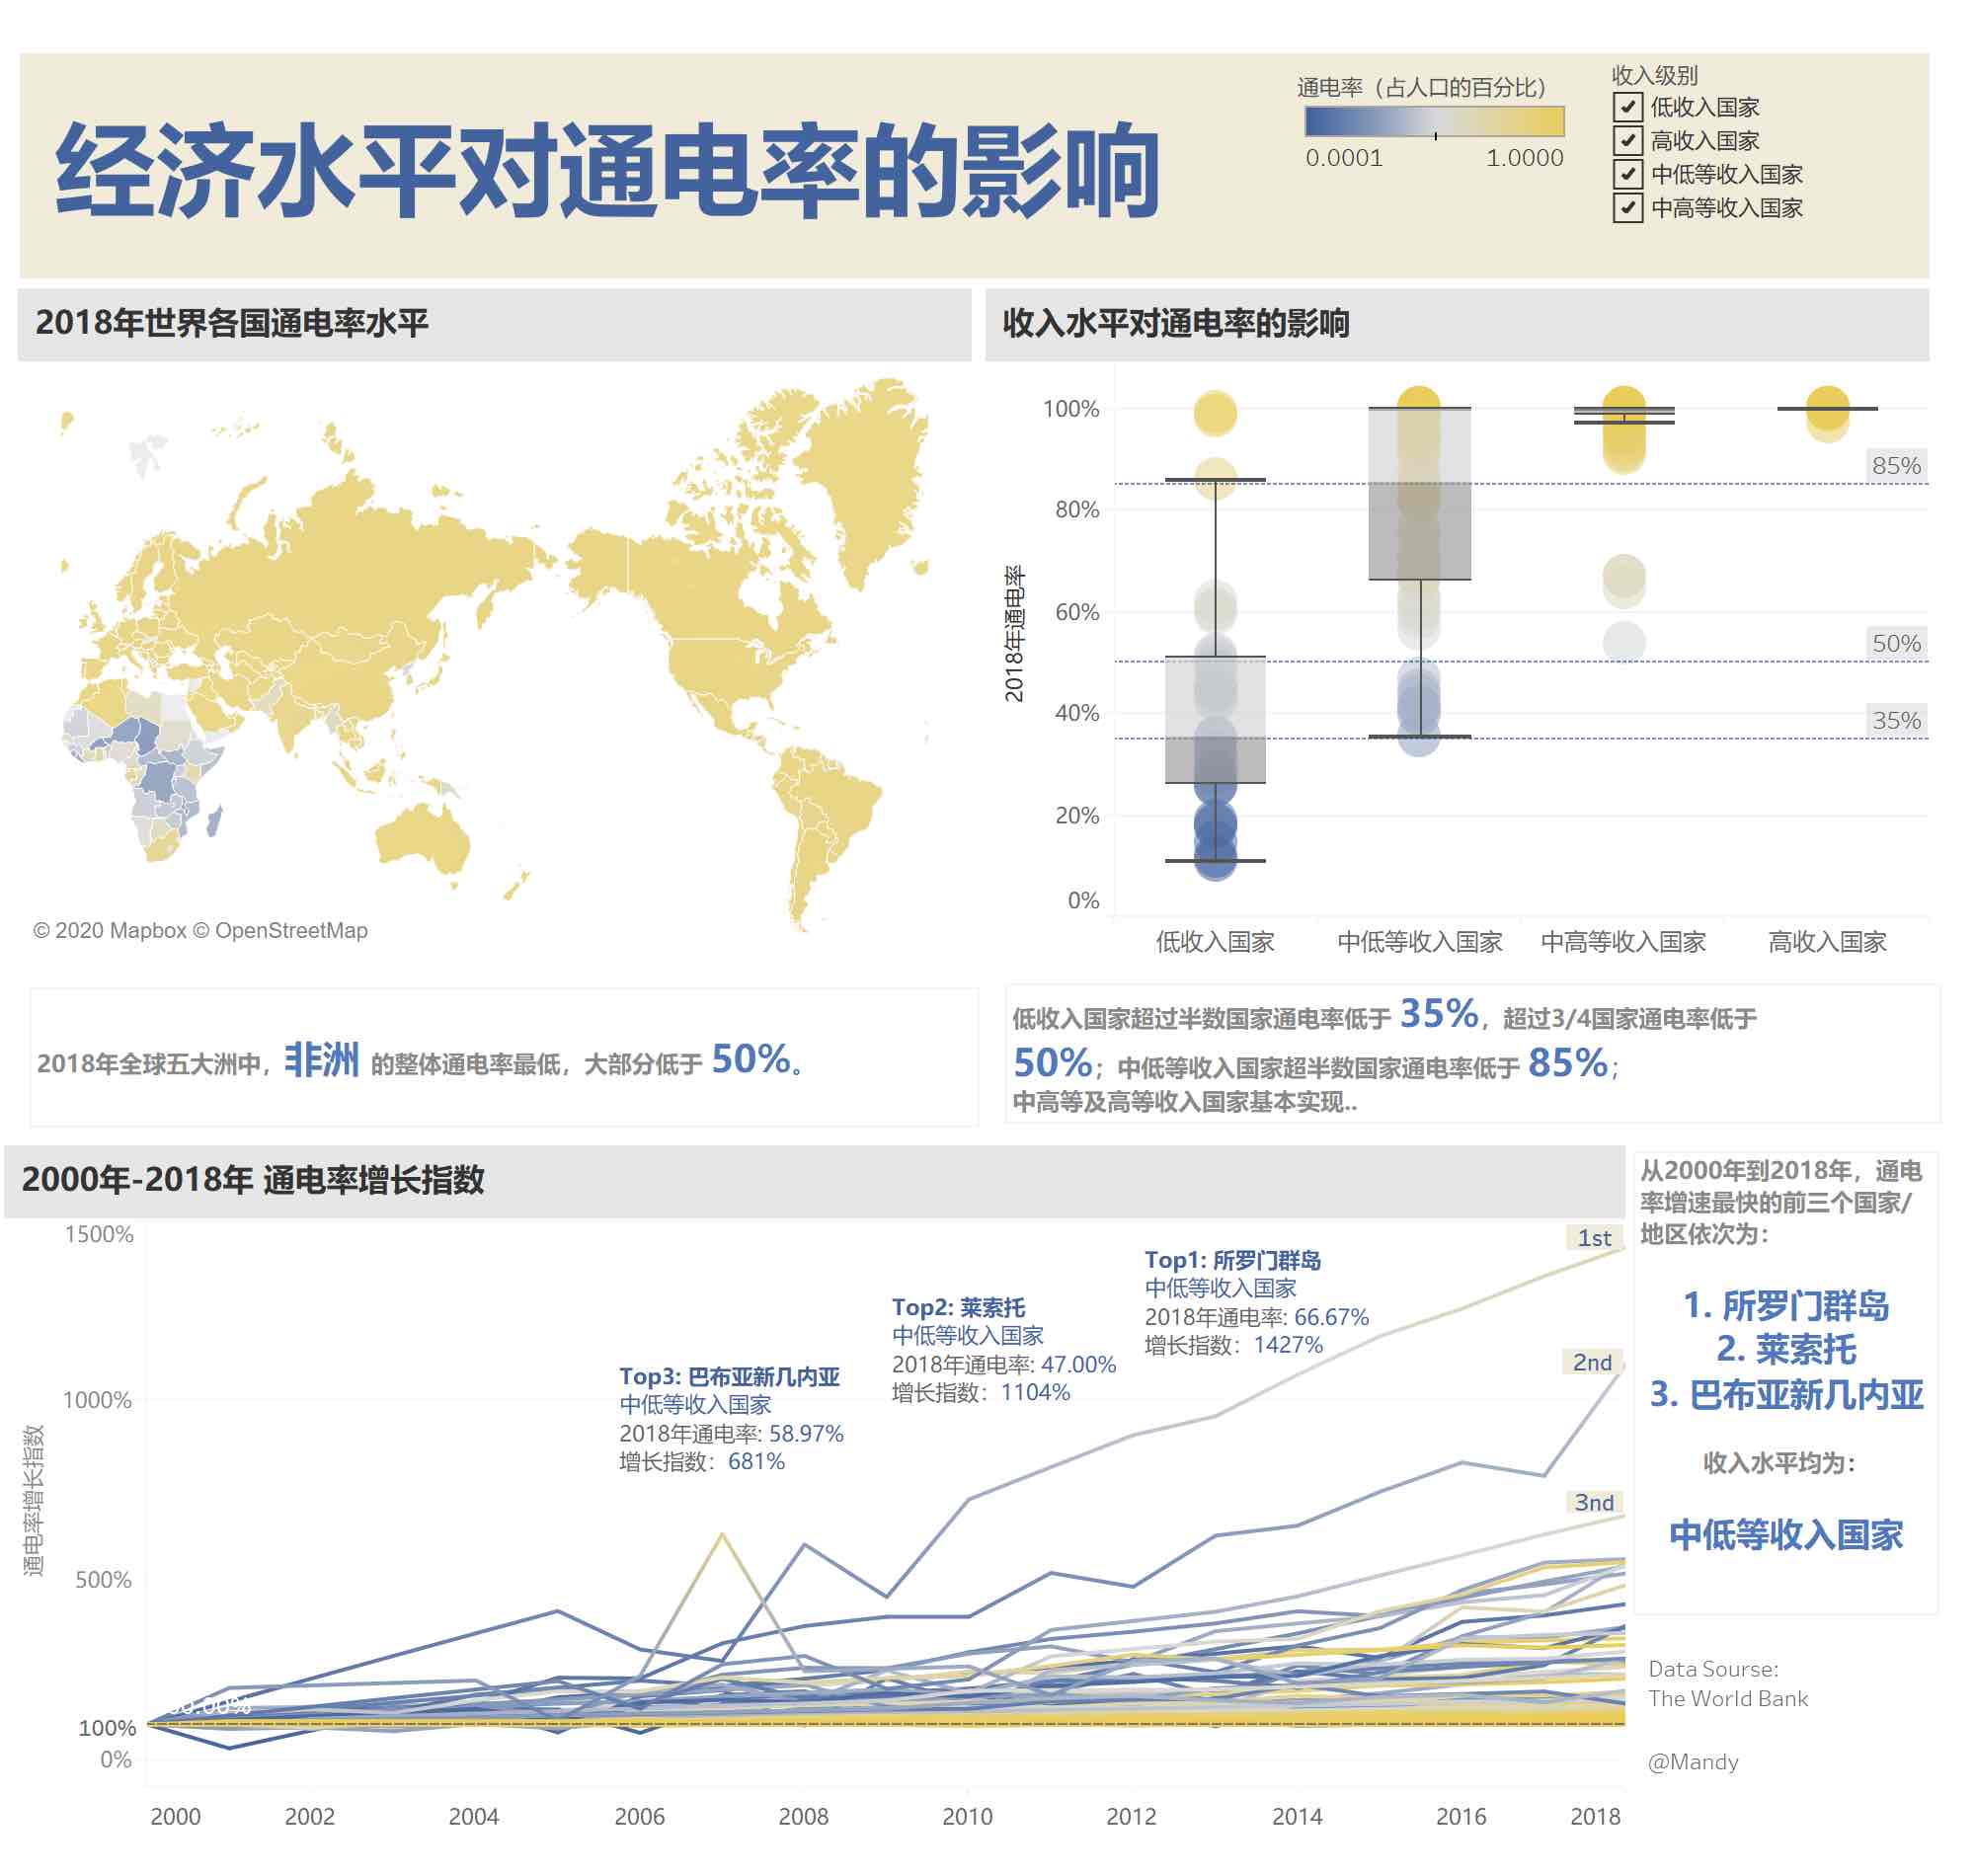 经济水平对通电率的影响
通电率（占人口的百分比）
0.0001 1.0000
收入级别
低收入国家
高收入国家
中低等收入国家
中高等收入国家
2018年世界各国通电率水平
© 2020 Mapbox © OpenStreetMap
收入水平对通电率的影响
2018年通电率
100%
80%
60%
40%
20%
0%
85%
50%
35%
低收入国家 中低等收入国家 中高等收入国家 高收入国家
2018年全球五大洲中，非洲 的整体通电率最低，大部分低于 50%。
低收入国家超过半数国家通电率低于 35%，超过3/4国家通电率低于
50%；中低等收入国家超半数国家通电率低于 85%；
中高等及高等收入国家基本实现..
2000年-2018年 通电率增长指数
通电率增长指数
1500%
1000%
500%
100%
0%
Top3: 巴布亚新几内亚
中低等收入国家
2018年通电率: 58.97%
增长指数：681%
Top2: 莱索托
中低等收入国家
2018年通电率: 47.00%
增长指数：1104%
Top1: 所罗门群岛
中低等收入国家
2018年通电率: 66.67%
增长指数：1427%
1st
2nd
3nd
2000 2002 2004 2006 2008 2010 2012 2014 2016 2018
从2000年到2018年，通电
率增速最快的前三个国家/
地区依次为：
1. 所罗门群岛
2. 莱索托
3. 巴布亚新几内亚
收入水平均为：
中低等收入国家
Data Sourse:
The World Bank
@Mandy